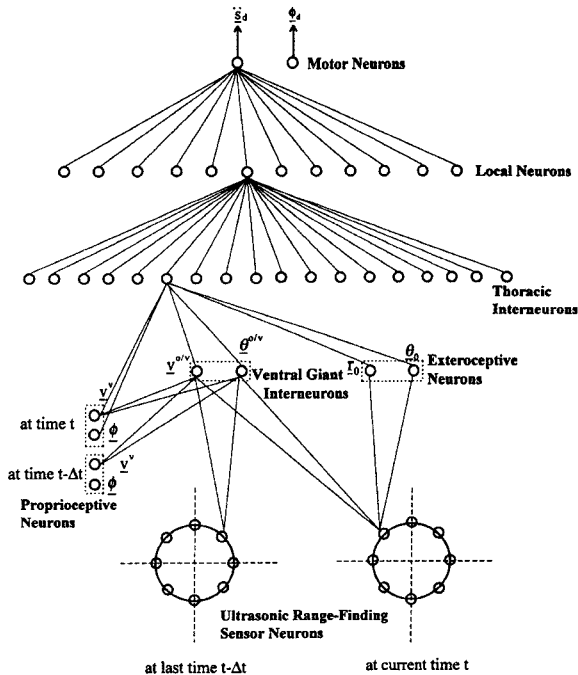 s̈d ϕd
Motor Neurons
Local Neurons
Thoracic
Interneurons
θo/v
vo/v
r0 θ0 Exteroceptive
Neurons
Ventral Giant
Interneurons
vv
at time t
ϕ
at time t-Δt vv
ϕ
Proprioceptive
Neurons
Ultrasonic Range-Finding
Sensor Neurons
at last time t-Δt at current time t